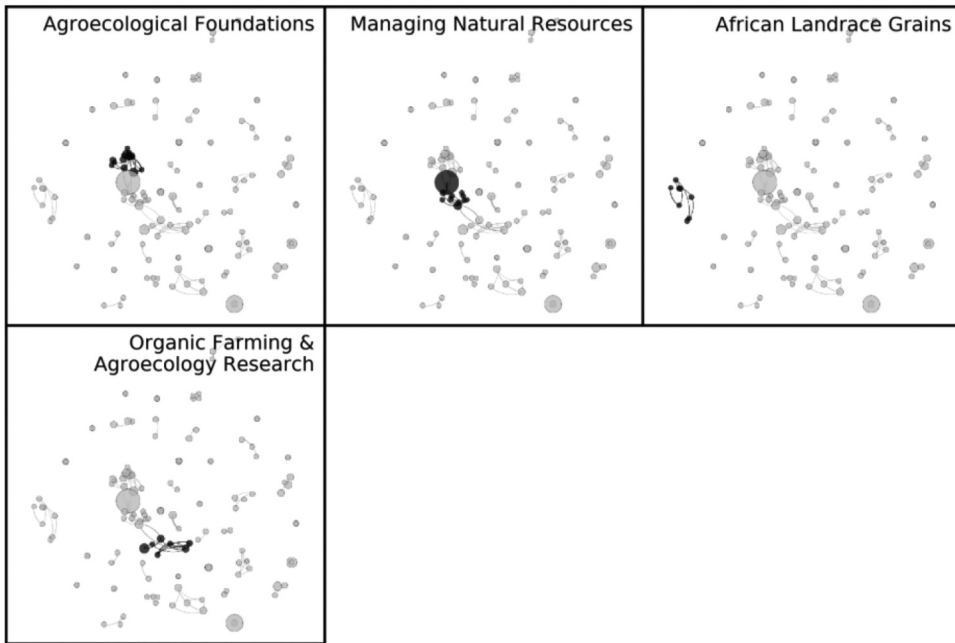 Agroecological Foundations
Managing Natural Resources
African Landrace Grains
Organic Farming &
Agroecology Research